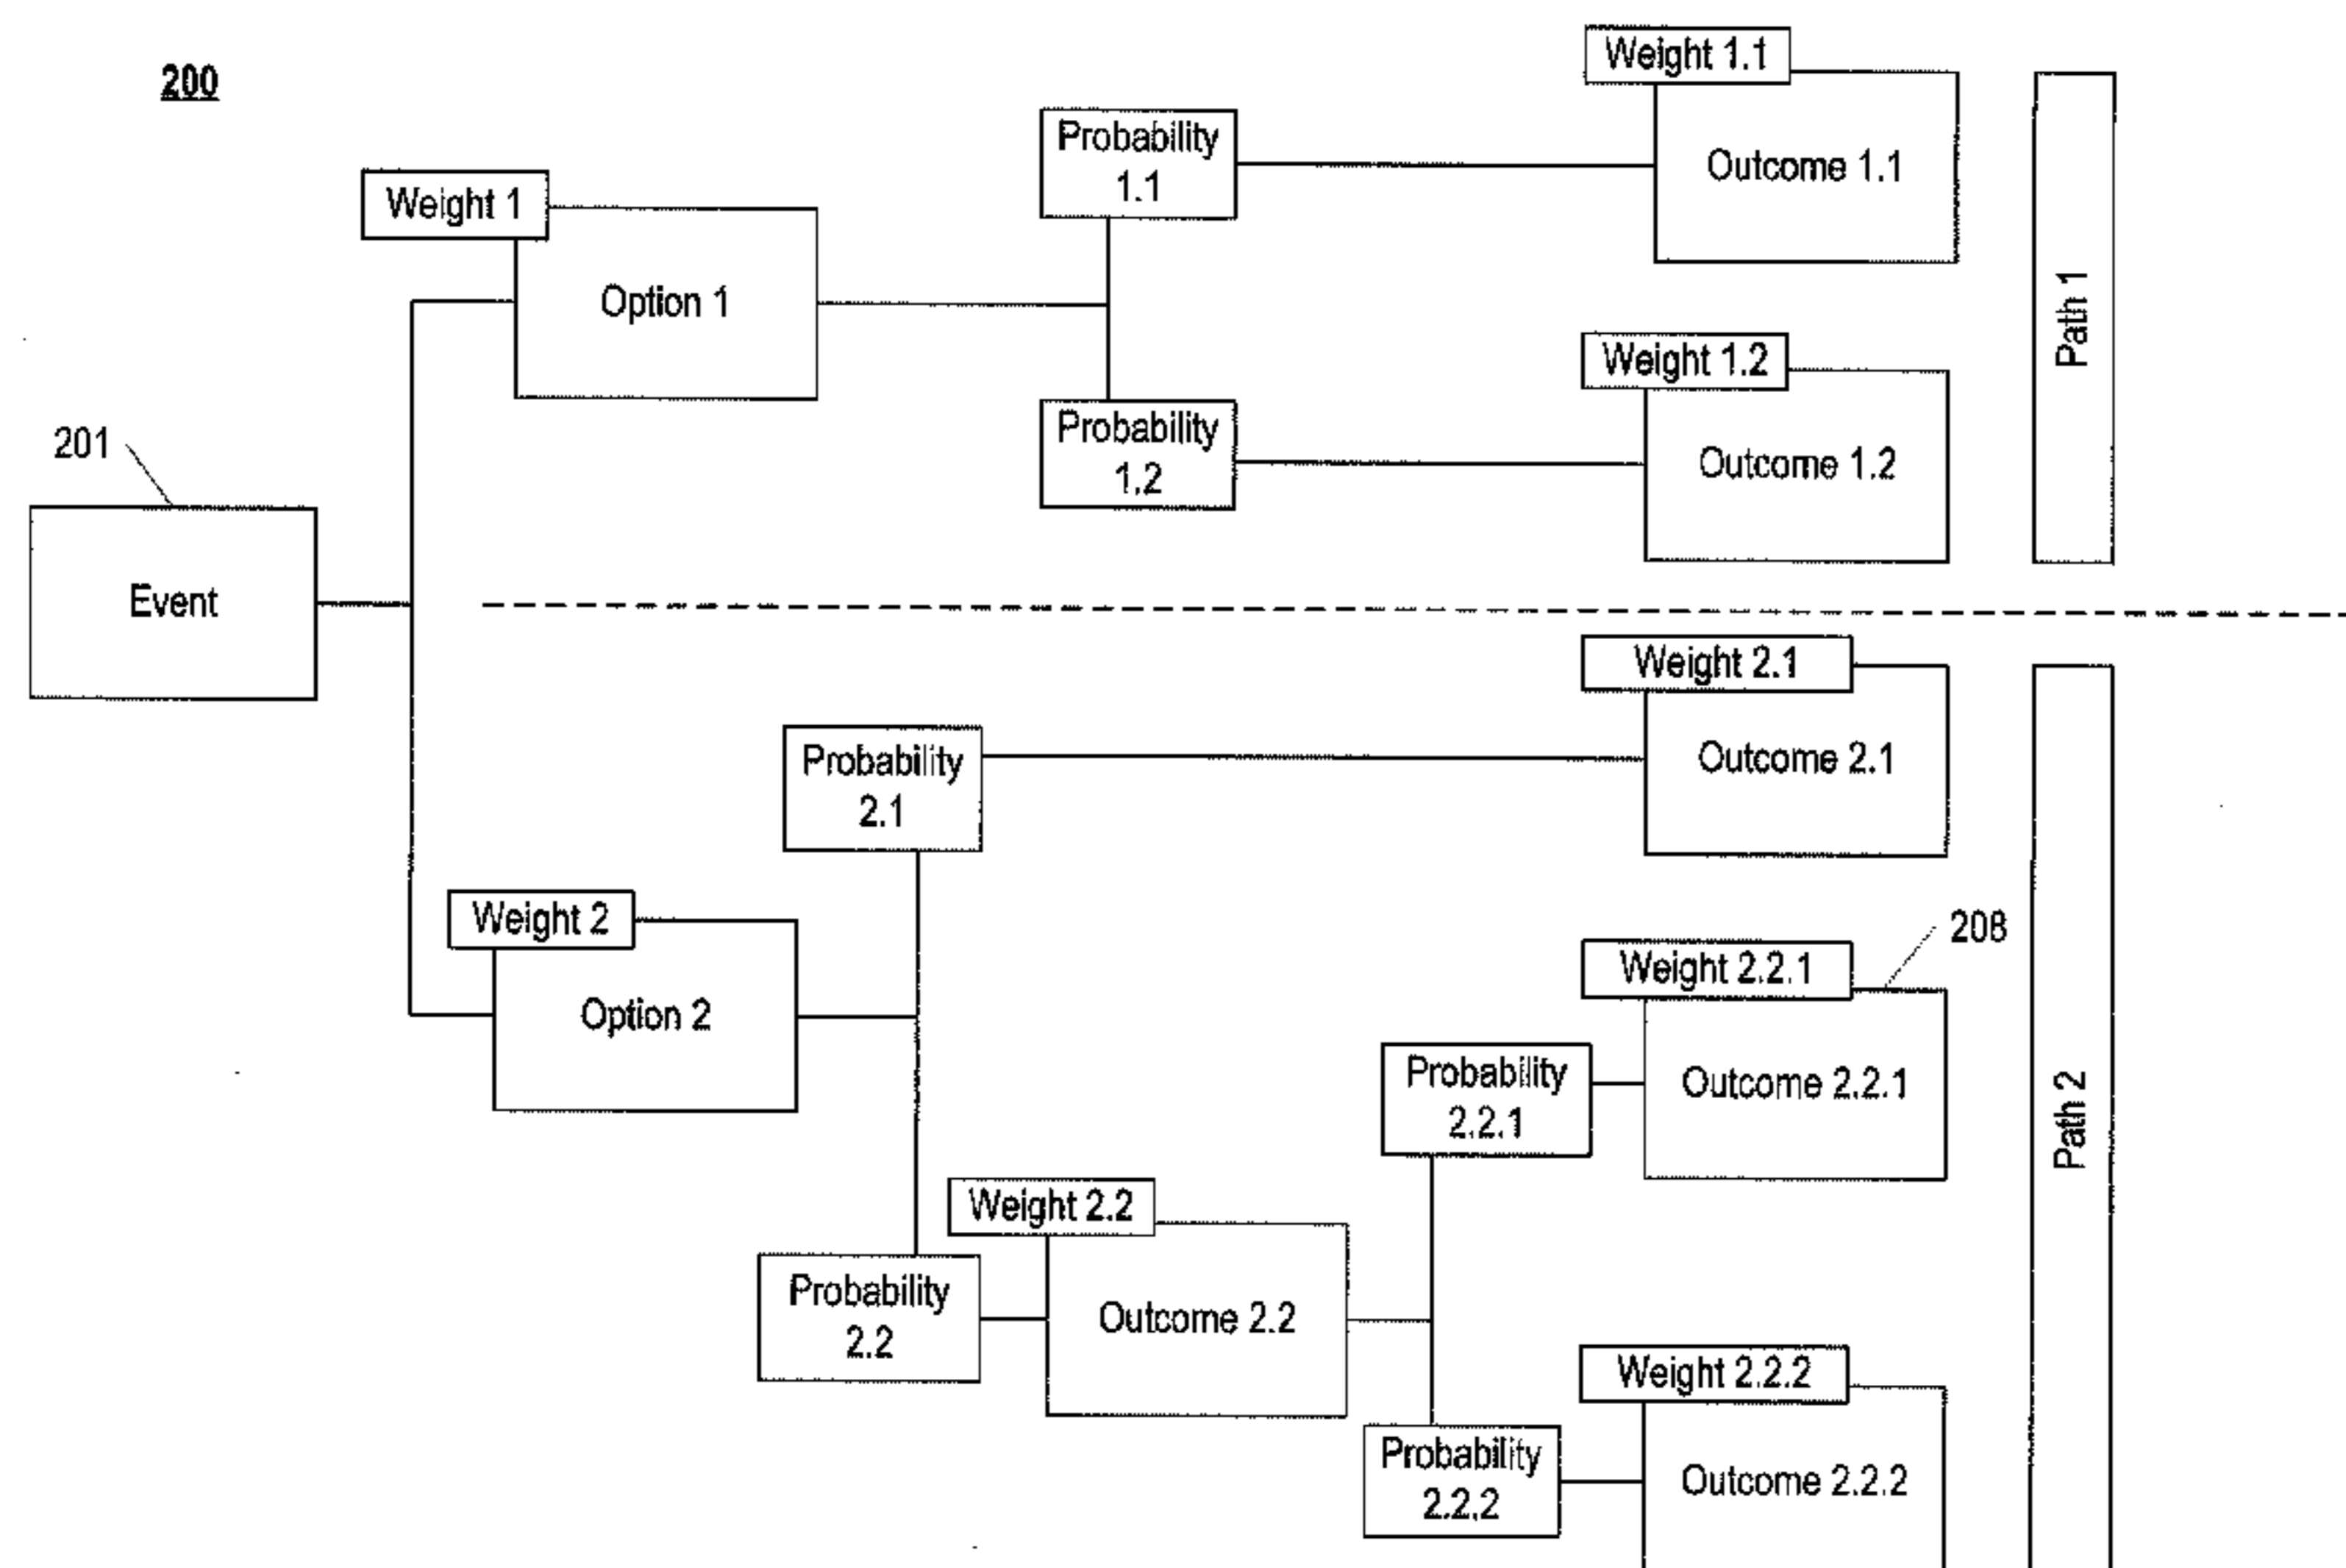 200
Weight 1.1
Probability
1.1
Outcome 1.1
Weight 1
Option 1
Path 1
Weight 1.2
Probability
1.2
Outcome 1.2
201
Event
Weight 2.1
Probability
2.1
Outcome 2.1
Weight 2
Option 2
208
Weight 2.2.1
Probability
2.2.1
Outcome 2.2.1
Path 2
Weight 2.2
Probability
2.2
Outcome 2.2
Weight 2.2.2
Probability
2.2.2
Outcome 2.2.2